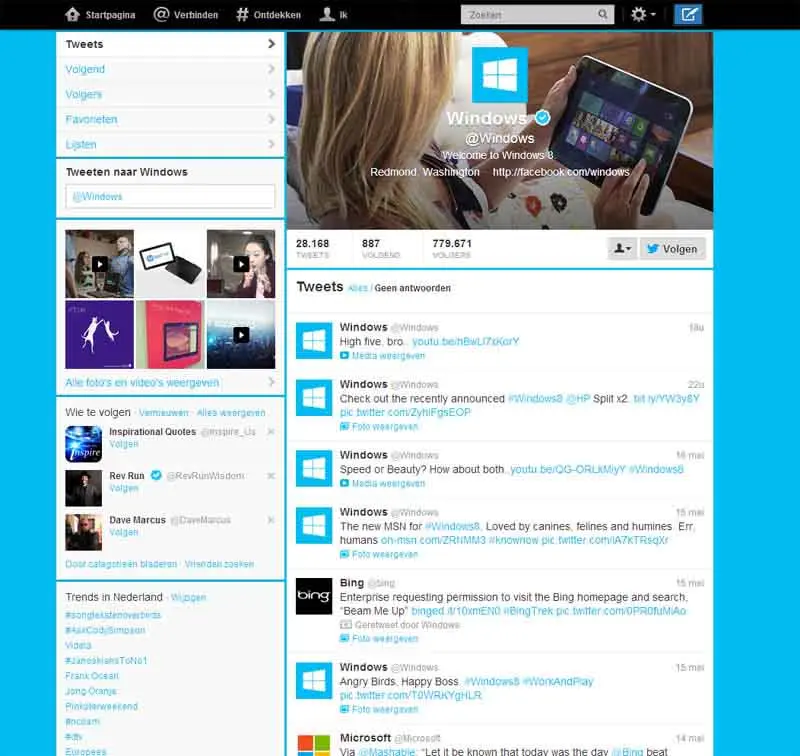 Startpagina
Verbinden
Ontdekken
Ik
Zoeken
Tweets
Volgend
Volgers
Favorieten
Lijsten
Tweeten naar Windows
@Windows
Alle foto's en video's weergeven
Wie te volgen · Vernieuwen · Alles weergeven
Inspirational Quotes @Inspire_Us
Volgen
Rev Run @RevRunWisdom
Volgen
Dave Marcus @DaveMarcus
Volgen
Door categorieën bladeren · Vrienden zoeken
Trends in Nederland · Wijzigen
#songtekstenoverbirds
#AskCodySimpson
Videla
#JanoskiansToNo1
Frank Ocean
Jong Oranje
Pinksterweekend
#ncdam
#dtv
Europees
Windows
@Windows
Welcome to Windows 8.
Redmond, Washington · http://facebook.com/windows
28.168 TWEETS
887 VOLGEND
779.671 VOLGERS
Volgen
Tweets Alles / Geen antwoorden
Windows @Windows 18u
High five, bro.. youtu.be/hBwLl7xKorY
Media weergeven
Windows @Windows 22u
Check out the recently announced #Windows8 @HP Split x2. bit.ly/YW3y8Y
pic.twitter.com/ZyhiFgsEOP
Foto weergeven
Windows @Windows 16 mei
Speed or Beauty? How about both..youtu.be/QG-ORLkMiyY #Windows8
Media weergeven
Windows @Windows 15 mei
The new MSN for #Windows8. Loved by canines, felines and humines. Err,
humans on-msn.com/ZRNMM3 #knownow pic.twitter.com/iA7kTRsqXr
Foto weergeven
Bing @bing 15 mei
Enterprise requesting permission to visit the Bing homepage and search,
"Beam Me Up" binged.it/10xmEN0 #BingTrek pic.twitter.com/0PR0fuMiAo
Geretweet door Windows
Foto weergeven
Windows @Windows 15 mei
Angry Birds, Happy Boss. #Windows8 #WorkAndPlay
pic.twitter.com/T0WRKYgHLR
Foto weergeven
Microsoft @Microsoft 14 mei
Via @Mashable: "Let it be known that today was the day @Bing beat